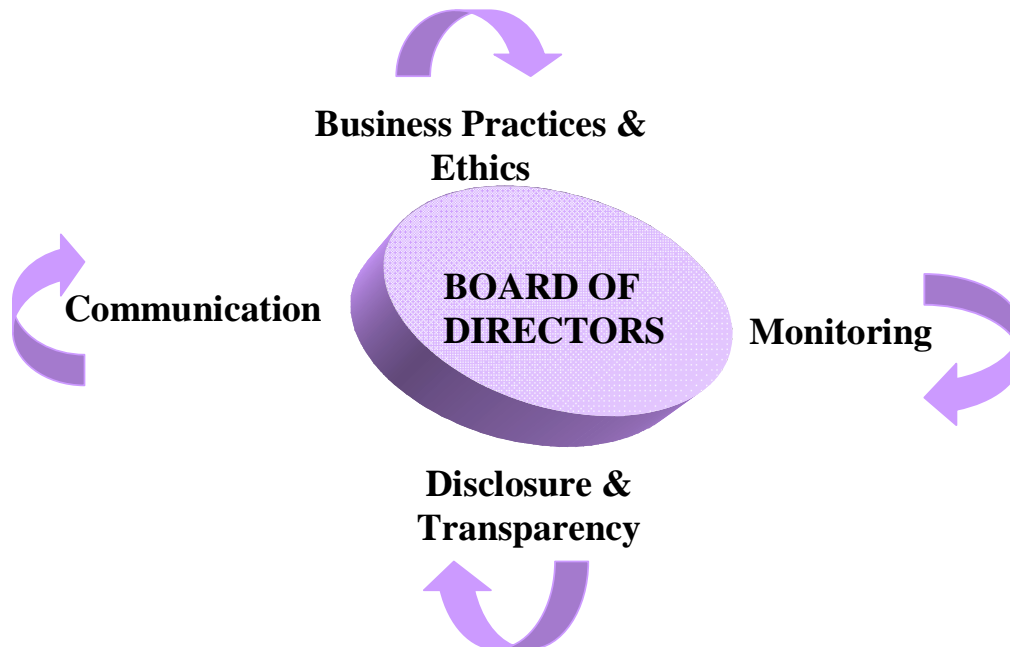 Business Practices &
Ethics
BOARD OF
DIRECTORS
Communication
Monitoring
Disclosure &
Transparency